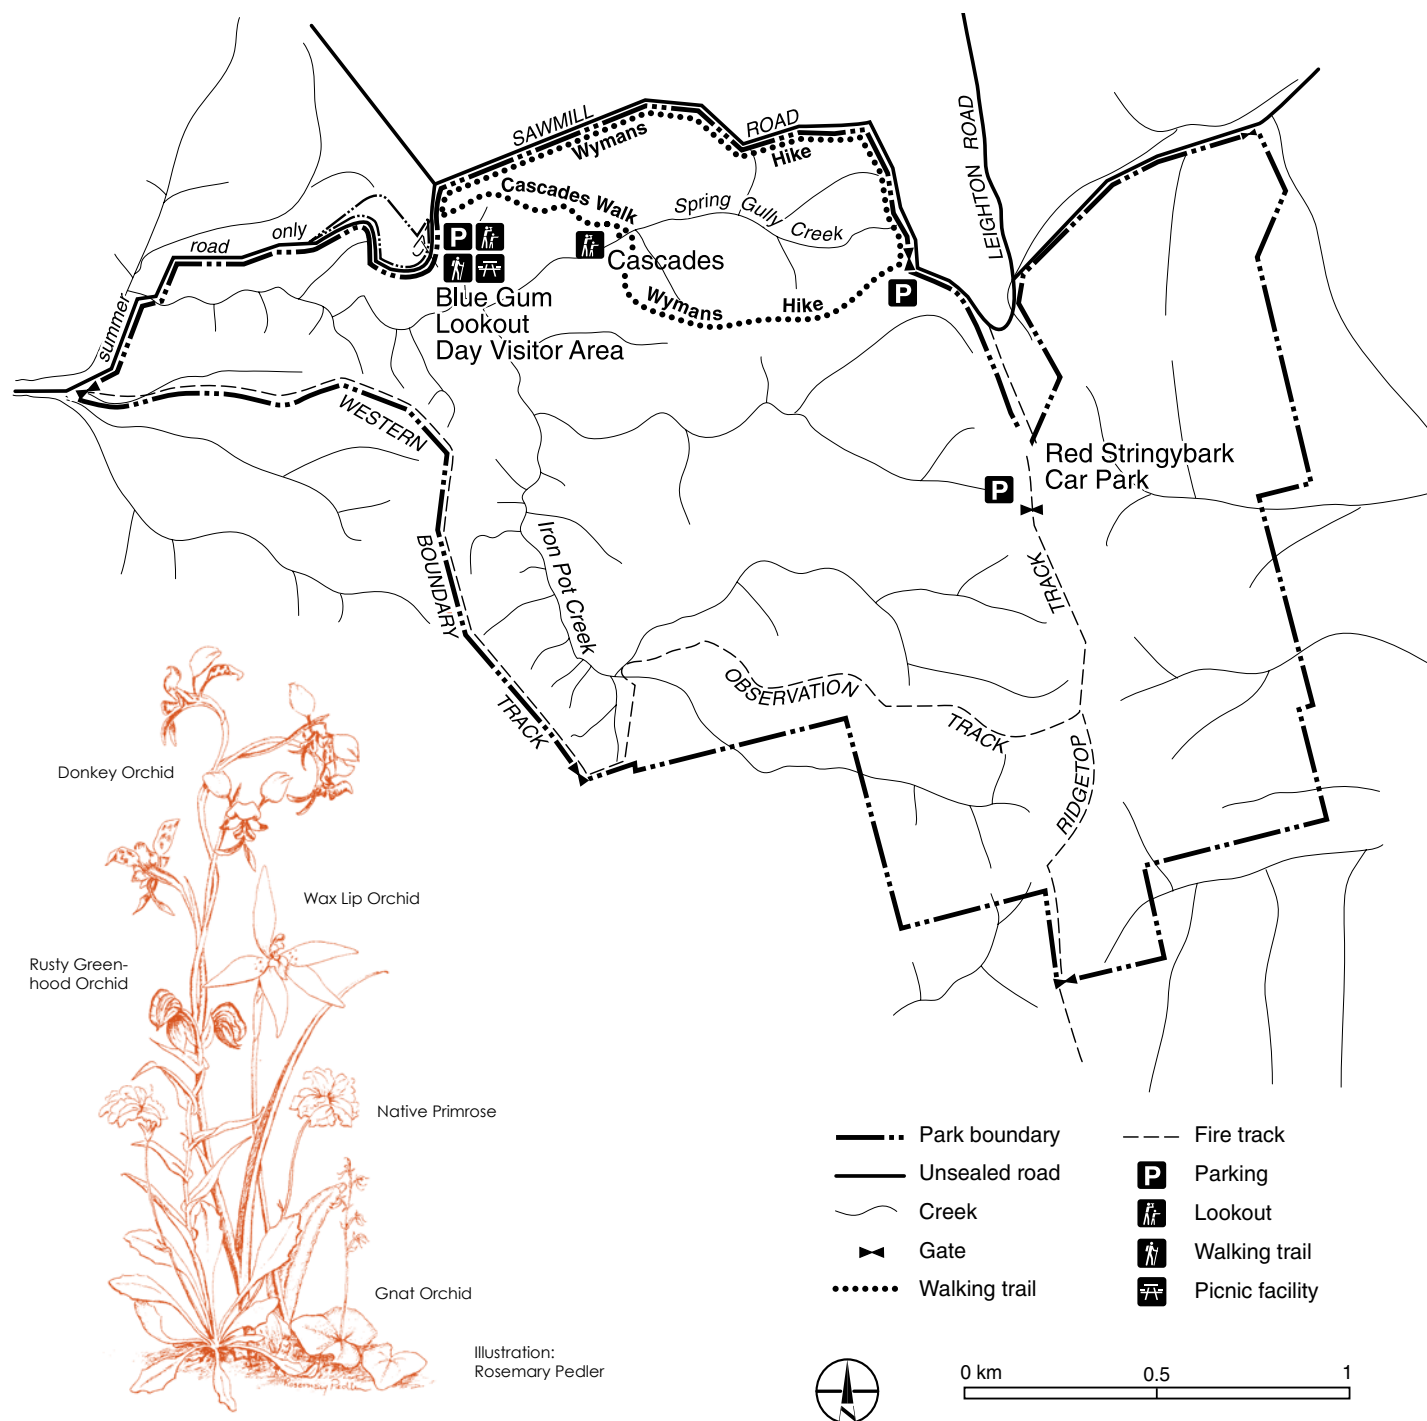 SAWMILL ROAD
Wymans Hike
LEIGHTON ROAD
Cascades Walk
Spring Gully Creek
summer road only
P
Cascades
Blue Gum
Lookout
Day Visitor Area
Wymans Hike
P
WESTERN BOUNDARY TRACK
Red Stringybark
Car Park
P
Iron Pot Creek
OBSERVATION TRACK
RIDGETOP TRACK
Donkey Orchid
Wax Lip Orchid
Rusty Green-
hood Orchid
Native Primrose
Gnat Orchid
Illustration:
Rosemary Pedler
Rosemary Pedler
Park boundary
Unsealed road
Creek
Gate
Walking trail
Fire track
P Parking
Lookout
Walking trail
Picnic facility
N
0 km 0.5 1